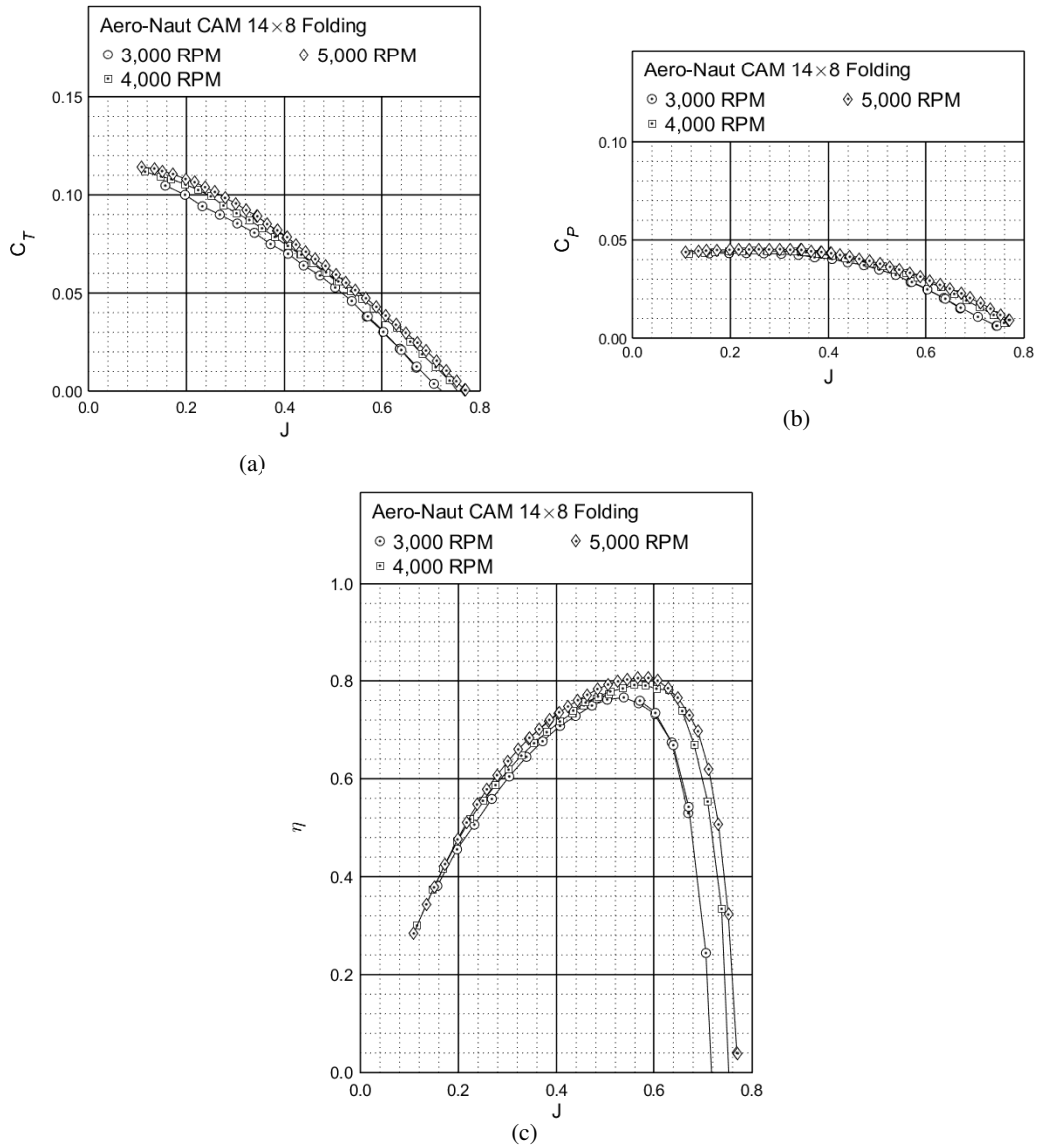 Aero-Naut CAM 14×8 Folding
3,000 RPM 5,000 RPM
4,000 RPM
0.15
0.10
0.05
0.00
C_T
0.0 0.2 0.4 0.6 0.8
J
(a)
Aero-Naut CAM 14×8 Folding
3,000 RPM 5,000 RPM
4,000 RPM
0.10
0.05
0.00
C_P
0.0 0.2 0.4 0.6 0.8
J
(b)
Aero-Naut CAM 14×8 Folding
3,000 RPM 5,000 RPM
4,000 RPM
1.0
0.8
0.6
0.4
0.2
0.0
η
0.0 0.2 0.4 0.6 0.8
J
(c)